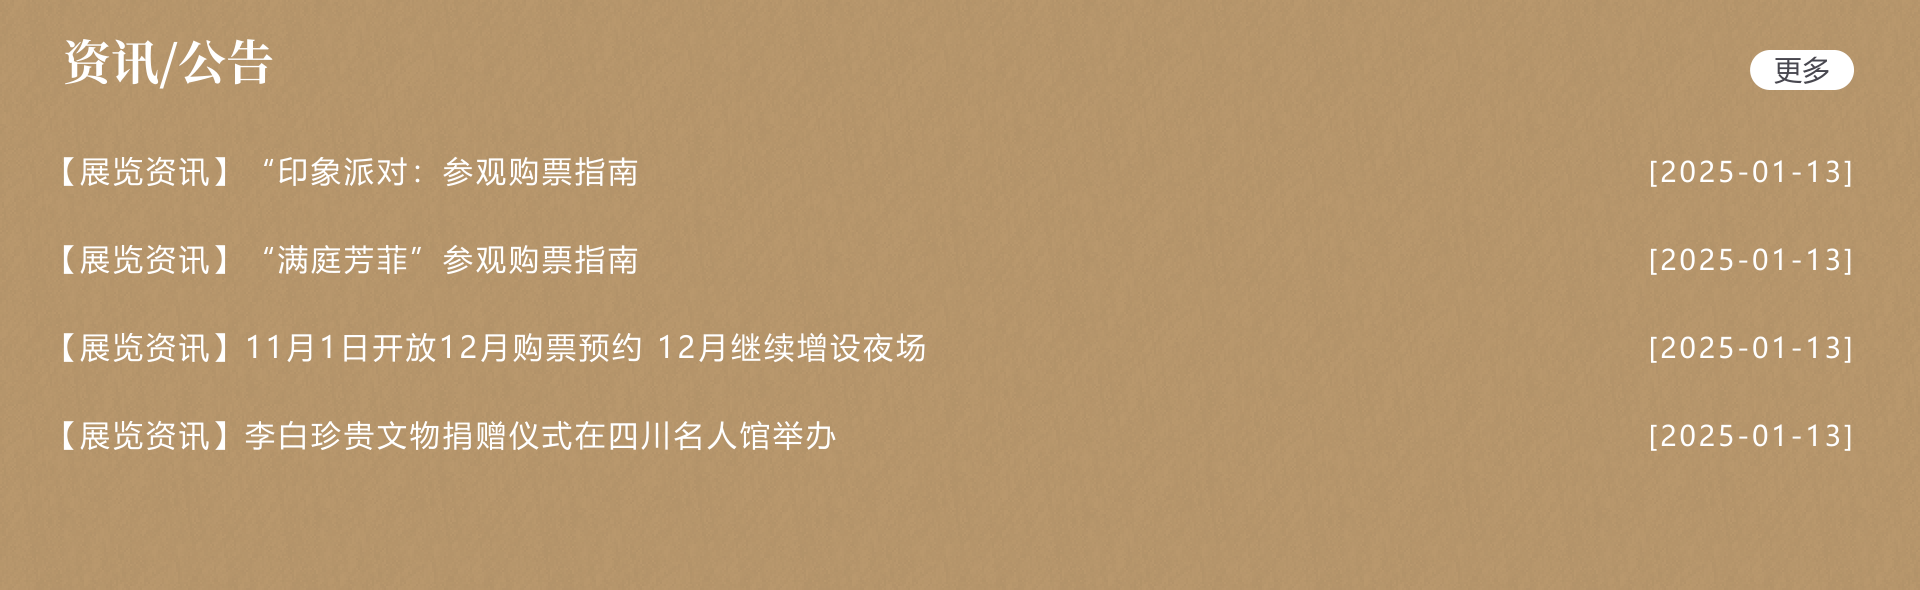 资讯/公告
更多
【展览资讯】“印象派对：参观购票指南 [2025-01-13]
【展览资讯】“满庭芳菲”参观购票指南 [2025-01-13]
【展览资讯】11月1日开放12月购票预约 12月继续增设夜场 [2025-01-13]
【展览资讯】李白珍贵文物捐赠仪式在四川名人馆举办 [2025-01-13]